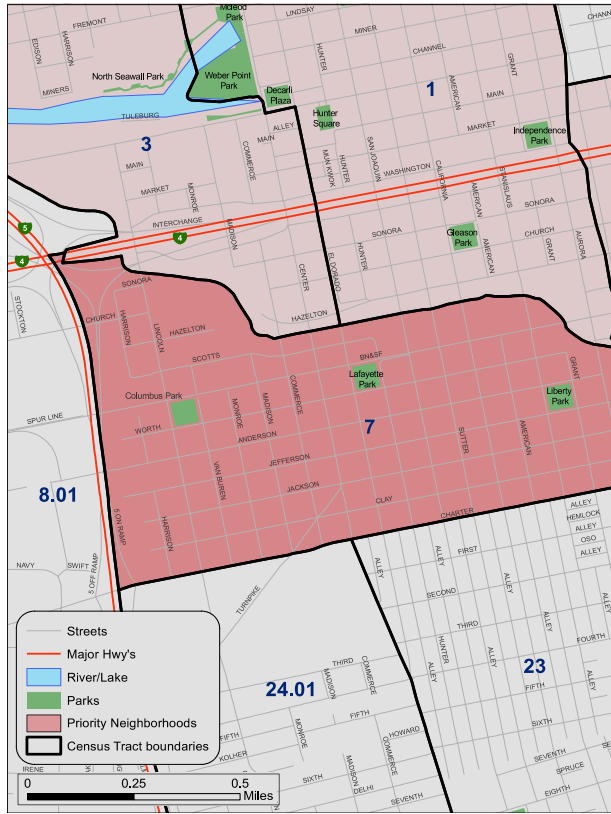 Mcleod
Park
LINDSAY
FREMONT
MINER
CHANN
EDISON
HARRISON
HUNTER
CHANNEL
GRANT
North Seawall Park
Weber Point
Park
MINERS
Decarli
Plaza
1
AMERICAN
MAIN
TULEBURG
Hunter
Square
MARKET
Independence
Park
3
ALLEY
MAIN
COMMERCE
MUN KWOK
HUNTER
SAN JOAQUIN
MAIN
WASHINGTON
CALIFORNIA
STANISLAUS
MARKET
MONROE
AMERICAN
SONORA
INTERCHANGE
MADISON
5
4
SONORA
Gleason
Park
CHURCH
GRANT
AURORA
4
CENTER
EL DORADO
HUNTER
AMERICAN
SONORA
STOCKTON
CHURCH
HARRISON
LINCOLN
HAZELTON
HAZELTON
SCOTTS
BN&SF
GRANT
Lafayette
Park
Columbus Park
COMMERCE
MADISON
MONROE
Liberty
Park
SPUR LINE
WORTH
ANDERSON
7
SUTTER
AMERICAN
JEFFERSON
VAN BUREN
JACKSON
8.01
CLAY
CHARTER
5 ON RAMP
HARRISON
ALLEY
HEMLOCK
ALLEY
OSO
ALLEY
FIRST
ALLEY
ALLEY
NAVY
SWIFT
5 OFF RAMP
TURNPIKE
SECOND
ALLEY
ALLEY
ALLEY
THIRD
FOURTH
HUNTER
ALLEY
ALLEY
23
THIRD
COMMERCE
MADISON
24.01
FIFTH
FIFTH
FIFTH
MONROE
HOWARD
SIXTH
KOLHER
COMMERCE
MADISON
SEVENTH
SPRUCE
SIXTH
DELHI
EIGHTH
SEVENTH
IRENE
Streets
Major Hwy's
River/Lake
Parks
Priority Neighborhoods
Census Tract boundaries
0 0.25 0.5
Miles